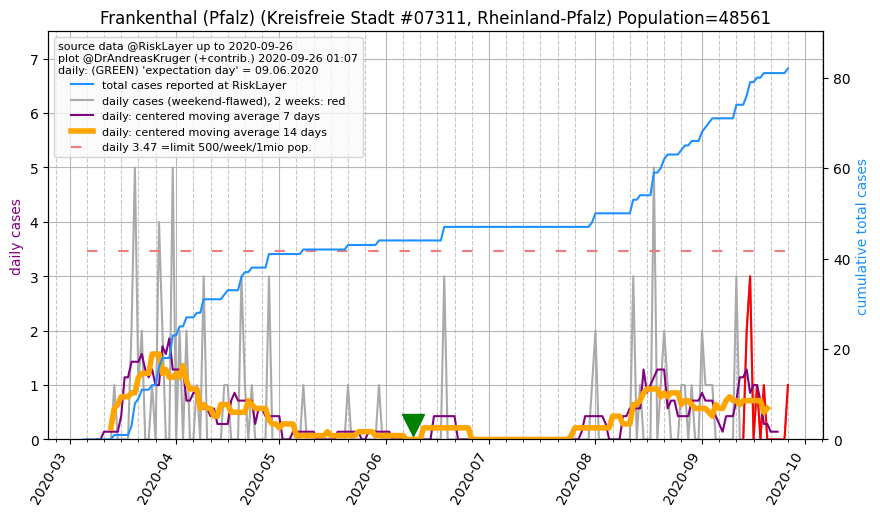 Frankenthal (Pfalz) (Kreisfreie Stadt #07311, Rheinland-Pfalz) Population=48561
source data @RiskLayer up to 2020-09-26
plot @DrAndreasKruger (+contrib.) 2020-09-26 01:07
daily: (GREEN) 'expectation day' = 09.06.2020
total cases reported at RiskLayer
daily cases (weekend-flawed), 2 weeks: red
daily: centered moving average 7 days
daily: centered moving average 14 days
daily 3.47 =limit 500/week/1mio pop.
daily cases
7
6
5
4
3
2
1
0
cumulative total cases
80
60
40
20
0
2020-03
2020-04
2020-05
2020-06
2020-07
2020-08
2020-09
2020-10